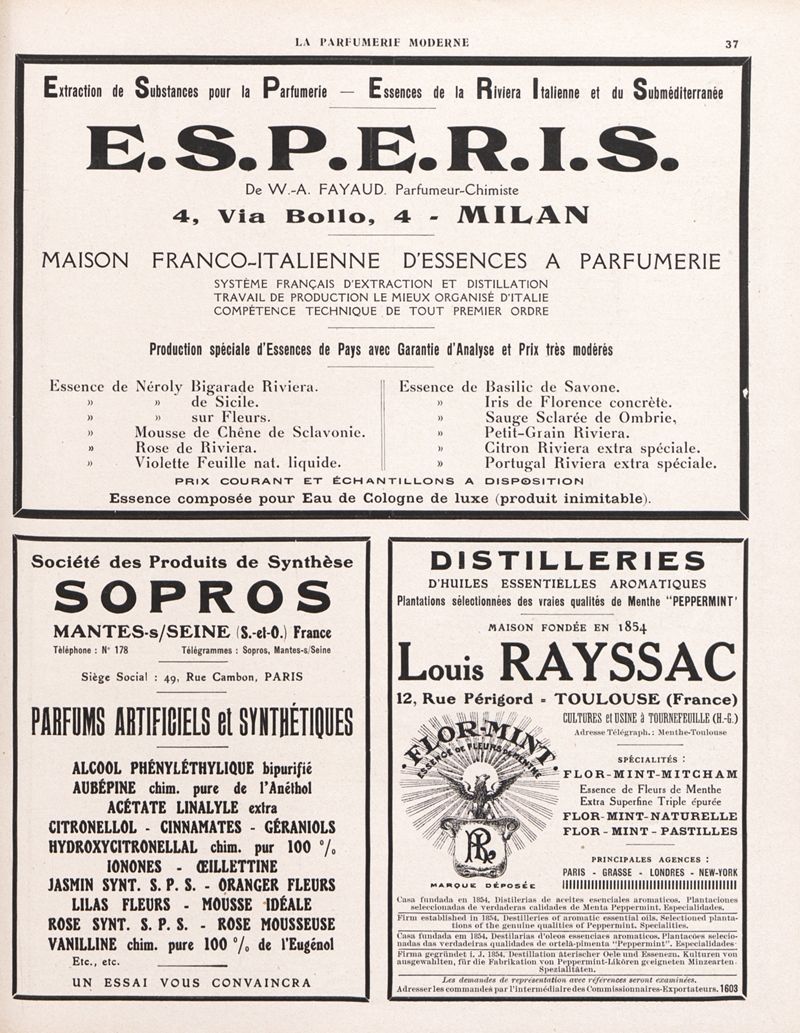 LA PARFUMERIE MODERNE
37
Extraction de Substances pour la Parfumerie — Essences de la Riviera Italienne et du Subméditerranée
E.S.P.E.R.I.S.
De W.-A. FAYAUD. Parfumeur-Chimiste
4, Via Bollo, 4 - MILAN
MAISON FRANCO-ITALIENNE D'ESSENCES A PARFUMERIE
SYSTÈME FRANÇAIS D'EXTRACTION ET DISTILLATION
TRAVAIL DE PRODUCTION LE MIEUX ORGANISÉ D'ITALIE
COMPÉTENCE TECHNIQUE DE TOUT PREMIER ORDRE
Production spéciale d'Essences de Pays avec Garantie d'Analyse et Prix très modérés
Essence de Néroly Bigarade Riviera.
» » de Sicile.
» » sur Fleurs.
» Mousse de Chêne de Sclavonie.
» Rose de Riviera.
» Violette Feuille nat. liquide.
Essence de Basilic de Savone.
» Iris de Florence concrète.
» Sauge Sclarée de Ombrie,
» Petit-Grain Riviera.
» Citron Riviera extra spéciale.
» Portugal Riviera extra spéciale.
PRIX COURANT ET ÉCHANTILLONS A DISPOSITION
Essence composée pour Eau de Cologne de luxe (produit inimitable).
Société des Produits de Synthèse
SOPROS
MANTES-s/SEINE (S.-et-O.) France
Téléphone : N° 178 Télégrammes : Sopros, Mantes-s/Seine
Siège Social : 49, Rue Cambon, PARIS
PARFUMS ARTIFICIELS et SYNTHÉTIQUES
ALCOOL PHÉNYLÉTHYLIQUE bipurifié
AUBÉPINE chim. pure de l'Anéthol
ACÉTATE LINALYLE extra
CITRONELLOL - CINNAMATES - GÉRANIOLS
HYDROXYCITRONELLAL chim. pur 100 %
IONONES - ŒILLETTINE
JASMIN SYNT. S. P. S. - ORANGER FLEURS
LILAS FLEURS - MOUSSE IDÉALE
ROSE SYNT. S. P. S. - ROSE MOUSSEUSE
VANILLINE chim. pure 100 % de l'Eugénol
Etc., etc.
UN ESSAI VOUS CONVAINCRA
DISTILLERIES
D'HUILES ESSENTIELLES AROMATIQUES
Plantations sélectionnées des vraies qualités de Menthe "PEPPERMINT"
MAISON FONDÉE EN 1854
Louis RAYSSAC
12, Rue Périgord - TOULOUSE (France)
FLOR-MINT
ESSENCE DE FLEURS DE MENTHE
RL
MARQUE DÉPOSÉE
CULTURES et USINE à TOURNEFEUILLE (H.-G.)
Adresse Télégraph. : Menthe-Toulouse
SPÉCIALITÉS :
FLOR-MINT-MITCHAM
Essence de Fleurs de Menthe
Extra Superfine Triple épurée
FLOR-MINT-NATURELLE
FLOR-MINT-PASTILLES
PRINCIPALES AGENCES :
PARIS - GRASSE - LONDRES - NEW-YORK
Casa fundada en 1854. Distilerias de aceites esenciales aromaticos. Plantaciones
seleccionadas de verdaderas calidades de Menta Peppermint. Especialidades.
Firm established in 1854. Destilleries of aromatic essential oils. Selectioned planta-
tions of the genuine qualities of Peppermint. Specialities.
Casa fundada em 1854. Destilarias d'oleos essenciaes aromaticos. Plantacões selecio-
nadas das verdadeiras qualidades de ortelà-pimenta "Peppermint". Especialidades
Firma gegründet i. J. 1854. Destillation äterischer Oele und Essenezn. Kulturen von
ausgewählten, für die Fabrikation von Peppermint-Likören geeigneten Minzearten.
Spezialitäten.
Les demandes de représentation avec références seront examinées.
Adresser les commandes par l'intermédiaire des Commissionnaires-Exportateurs. 1603